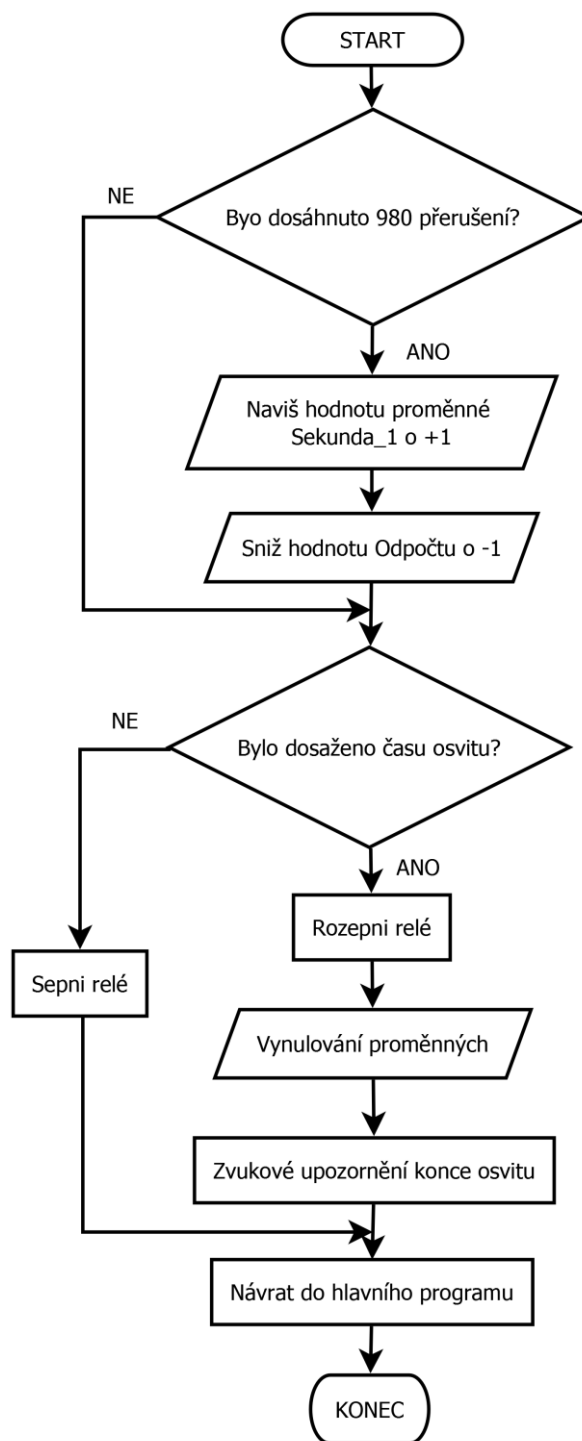 START
NE
Byo dosáhnuto 980 přerušení?
ANO
Naviš hodnotu proměnné
Sekunda_1 o +1
Sniž hodnotu Odpočtu o -1
NE
Bylo dosaženo času osvitu?
ANO
Rozepni relé
Sepni relé
Vynulování proměnných
Zvukové upozornění konce osvitu
Návrat do hlavního programu
KONEC